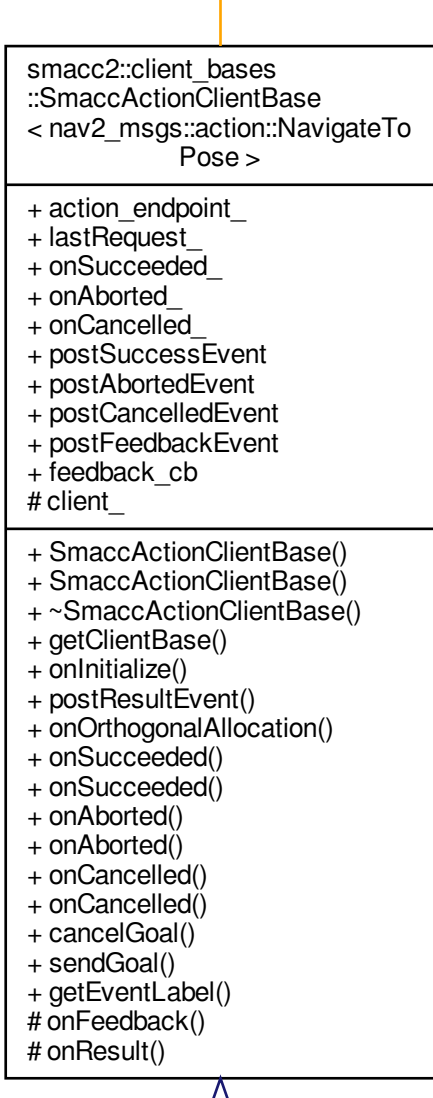 smacc2::client_bases
::SmaccActionClientBase
< nav2_msgs::action::NavigateTo
Pose >
+ action_endpoint_
+ lastRequest_
+ onSucceeded_
+ onAborted_
+ onCancelled_
+ postSuccessEvent
+ postAbortedEvent
+ postCancelledEvent
+ postFeedbackEvent
+ feedback_cb
# client_
+ SmaccActionClientBase()
+ SmaccActionClientBase()
+ ~SmaccActionClientBase()
+ getClientBase()
+ onInitialize()
+ postResultEvent()
+ onOrthogonalAllocation()
+ onSucceeded()
+ onSucceeded()
+ onAborted()
+ onAborted()
+ onCancelled()
+ onCancelled()
+ cancelGoal()
+ sendGoal()
+ getEventLabel()
# onFeedback()
# onResult()